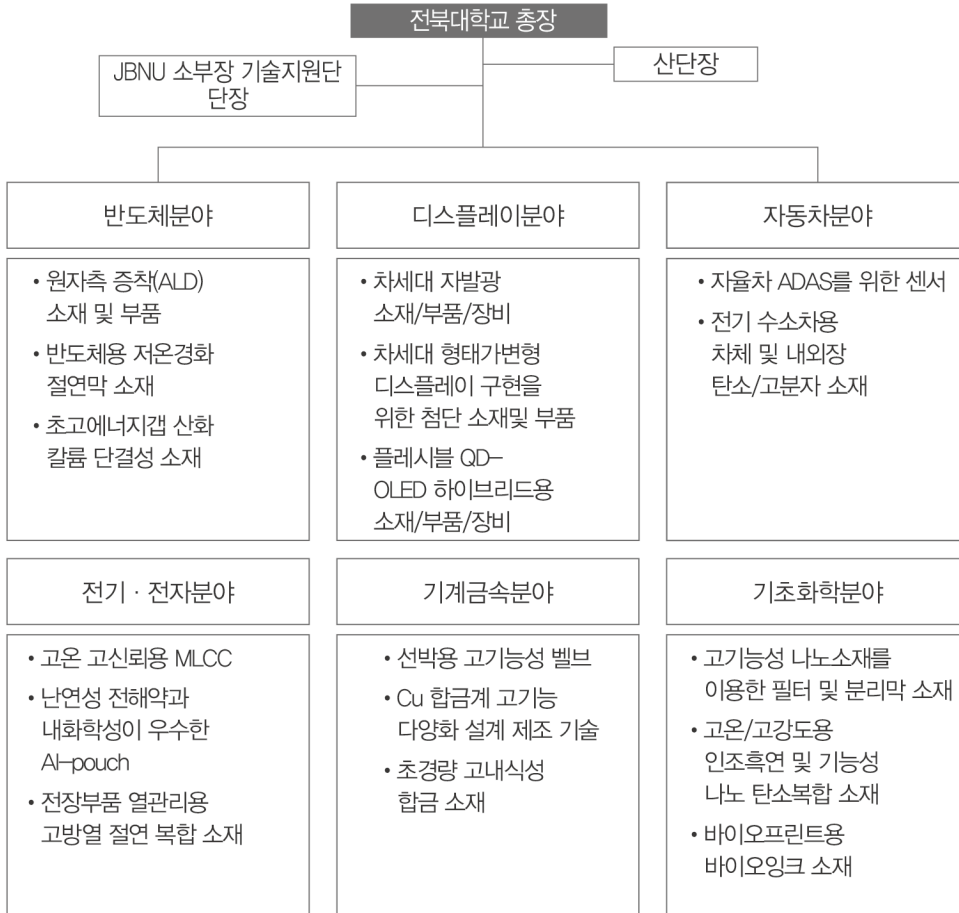 전북대학교 총장
산단장
JBNU 소부장 기술지원단
단장
반도체분야
• 원자측 증착(ALD)
소재 및 부품
• 반도체용 저온경화
절연막 소재
• 초고에너지갭 산화
칼륨 단결성 소재
디스플레이분야
• 차세대 자발광
소재/부품/장비
• 차세대 형태가변형
디스플레이 구현을
위한 첨단 소재및 부품
• 플레시블 QD-
OLED 하이브리드용
소재/부품/장비
자동차분야
• 자율차 ADAS를 위한 센서
• 전기 수소차용
차체 및 내외장
탄소/고분자 소재
전기 · 전자분야
• 고온 고신뢰용 MLCC
• 난연성 전해약과
내화학성이 우수한
Al-pouch
• 전장부품 열관리용
고방열 절연 복합 소재
기계금속분야
• 선박용 고기능성 벨브
• Cu 합금계 고기능
다양화 설계 제조 기술
• 초경량 고내식성
합금 소재
기초화학분야
• 고기능성 나노소재를
이용한 필터 및 분리막 소재
• 고온/고강도용
인조흑연 및 기능성
나노 탄소복합 소재
• 바이오프린트용
바이오잉크 소재